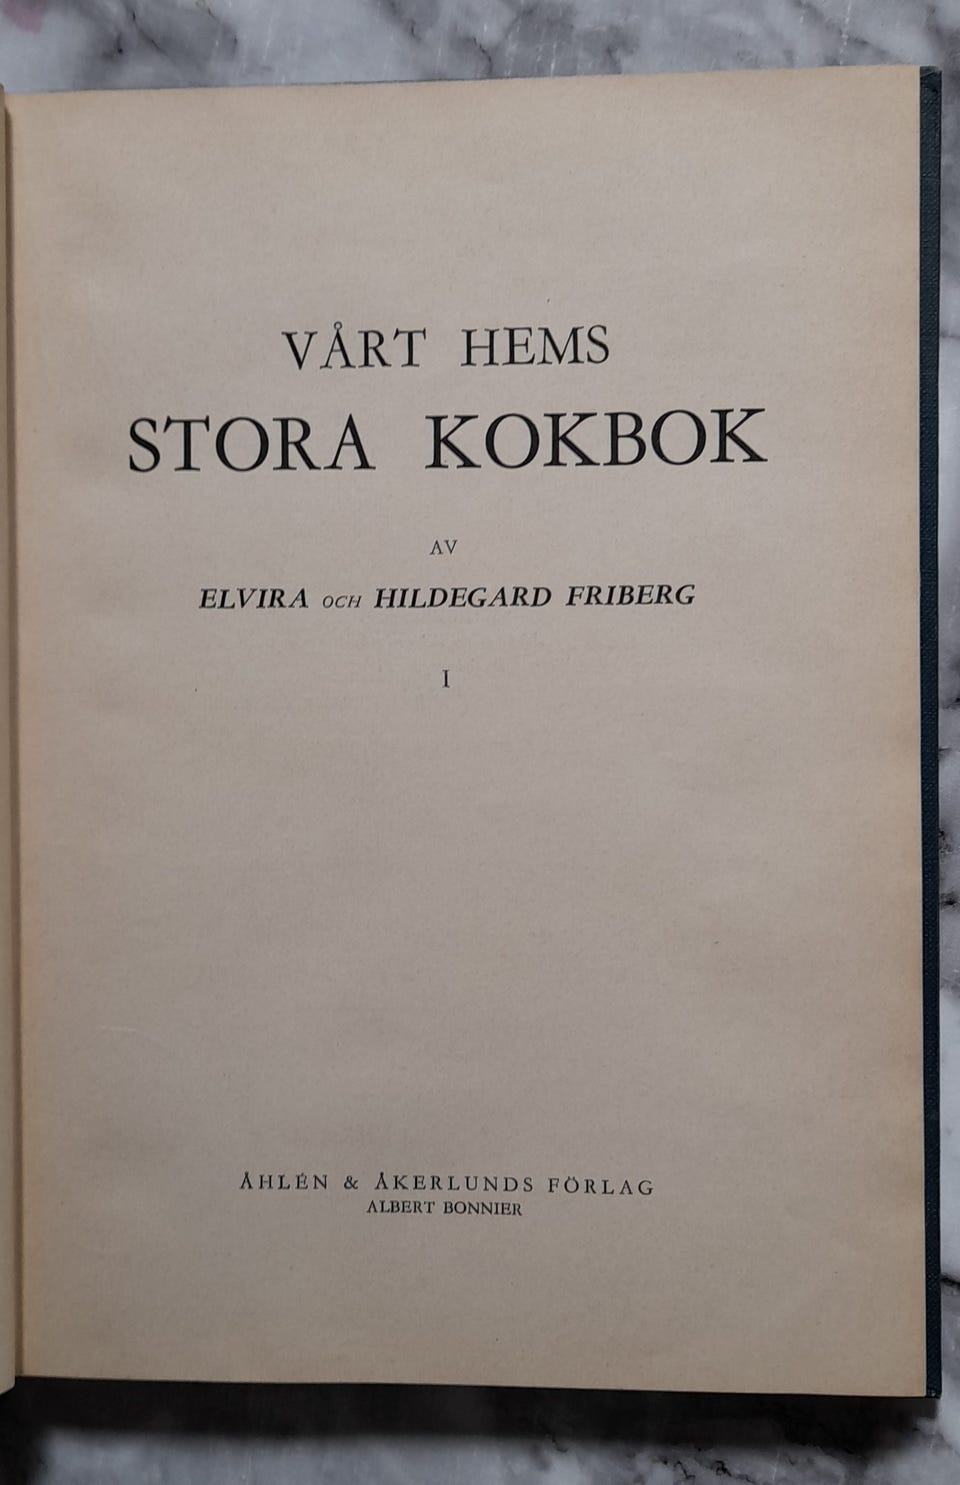 VÅRT HEMS
STORA KOKBOK
AV
ELVIRA OCH HILDEGARD FRIBERG
I
ÅHLÉN & ÅKERLUNDS FÖRLAG
ALBERT BONNIER